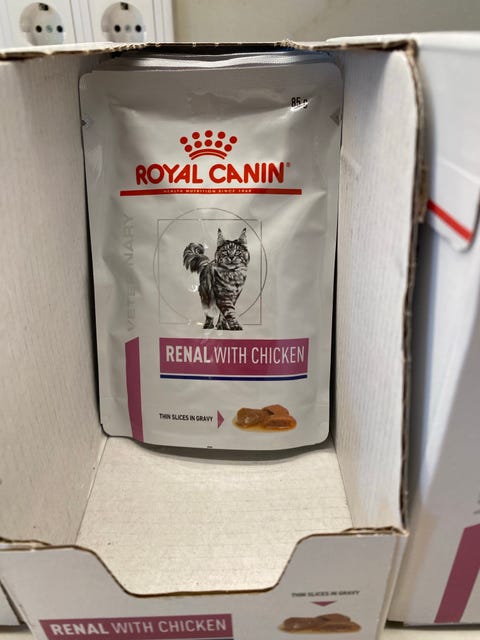 85 g
ROYAL CANIN®
HEALTH NUTRITION SINCE 1968
VETERINARY
RENAL WITH CHICKEN
THIN SLICES IN GRAVY
THIN SLICES IN GRAVY
RENAL WITH CHICKEN